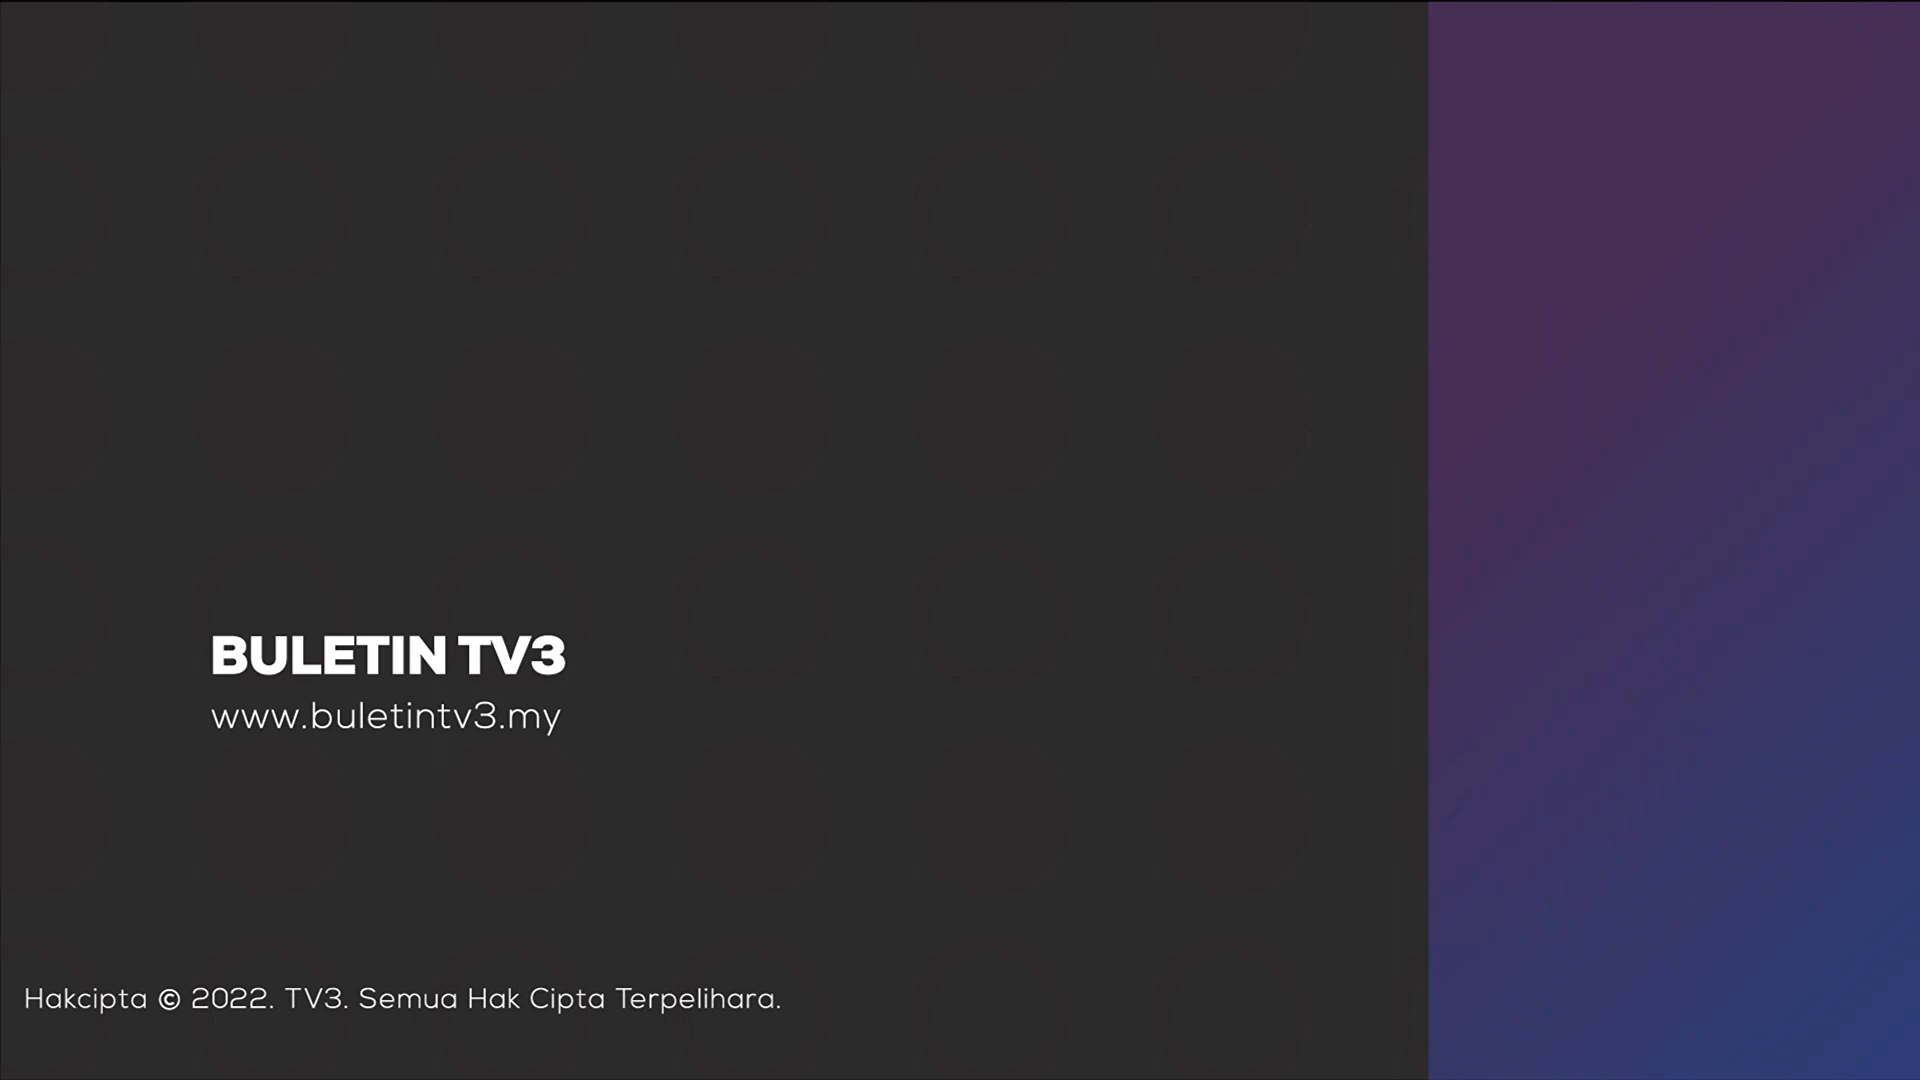 BULETIN TV3
www.buletintv3.my
Hakcipta © 2022. TV3. Semua Hak Cipta Terpelihara.